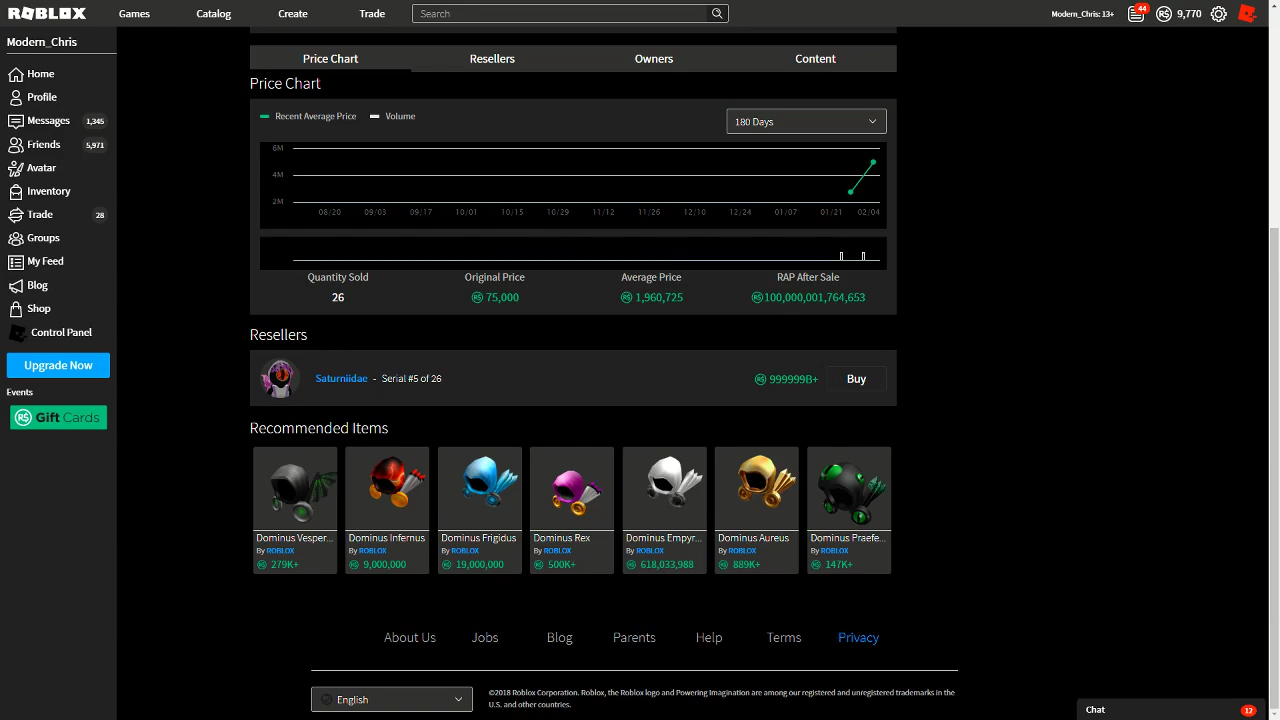 ROBLOX Games Catalog Create Trade Search Modern_Chris: 13+ 44 9,770
Modern_Chris
Home
Profile
Messages 1,345
Friends 5,971
Avatar
Inventory
Trade 28
Groups
My Feed
Blog
Shop
Control Panel
Upgrade Now
Events
R$ Gift Cards
Price Chart Resellers Owners Content
Price Chart
Recent Average Price Volume 180 Days
6M
4M
2M
08/20 09/03 09/17 10/01 10/15 10/29 11/12 11/26 12/10 12/24 01/07 01/21 02/04
Quantity Sold Original Price Average Price RAP After Sale
26 R$ 75,000 R$ 1,960,725 R$ 100,000,001,764,653
Resellers
Saturniidae - Serial #5 of 26 R$ 999999B+ Buy
Recommended Items
Dominus Vesper... Dominus Infernus Dominus Frigidus Dominus Rex Dominus Empyr... Dominus Aureus Dominus Praefe...
By ROBLOX By ROBLOX By ROBLOX By ROBLOX By ROBLOX By ROBLOX By ROBLOX
R$ 279K+ R$ 9,000,000 R$ 19,000,000 R$ 500K+ R$ 618,033,988 R$ 889K+ R$ 147K+
About Us Jobs Blog Parents Help Terms Privacy
English
©2018 Roblox Corporation. Roblox, the Roblox logo and Powering Imagination are among our registered and unregistered trademarks in the
U.S. and other countries.
Chat 12